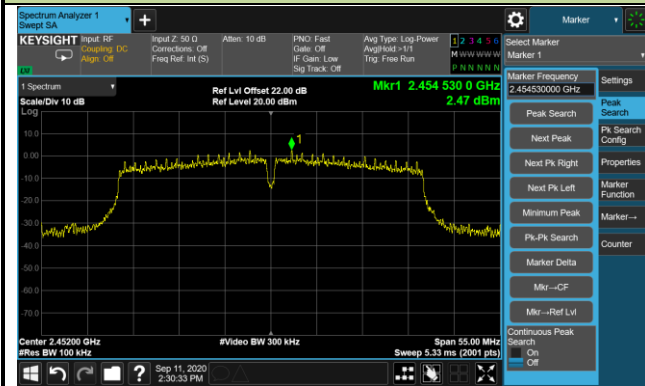 Spectrum Analyzer 1
Swept SA
Marker
KEYSIGHT
Input: RF
Coupling: DC
Align: Off
Input Z: 50 Ω
Corrections: Off
Freq Ref: Int (S)
Atten: 10 dB
PNO: Fast
Gate: Off
IF Gain: Low
Sig Track: Off
Avg Type: Log-Power
Avg|Hold:>1/1
Trig: Free Run
1 2 3 4 5 6
M W W W W W
P N N N N N
Select Marker
Marker 1
1 Spectrum
Scale/Div 10 dB
Log
Ref Lvl Offset 22.00 dB
Ref Level 20.00 dBm
Mkr1 2.454 530 0 GHz
2.47 dBm
10.0
0.00
-10.0
-20.0
-30.0
-40.0
-50.0
-60.0
-70.0
1
Center 2.45200 GHz
#Res BW 100 kHz
#Video BW 300 kHz
Span 55.00 MHz
Sweep 5.33 ms (2001 pts)
Marker Frequency
2.454530000 GHz
Peak Search
Next Peak
Next Pk Right
Next Pk Left
Minimum Peak
Pk-Pk Search
Marker Delta
Mkr→CF
Mkr→Ref Lvl
Continuous Peak
Search
On
Off
Settings
Peak
Search
Pk Search
Config
Properties
Marker
Function
Marker→
Counter
?
Sep 11, 2020
2:30:33 PM